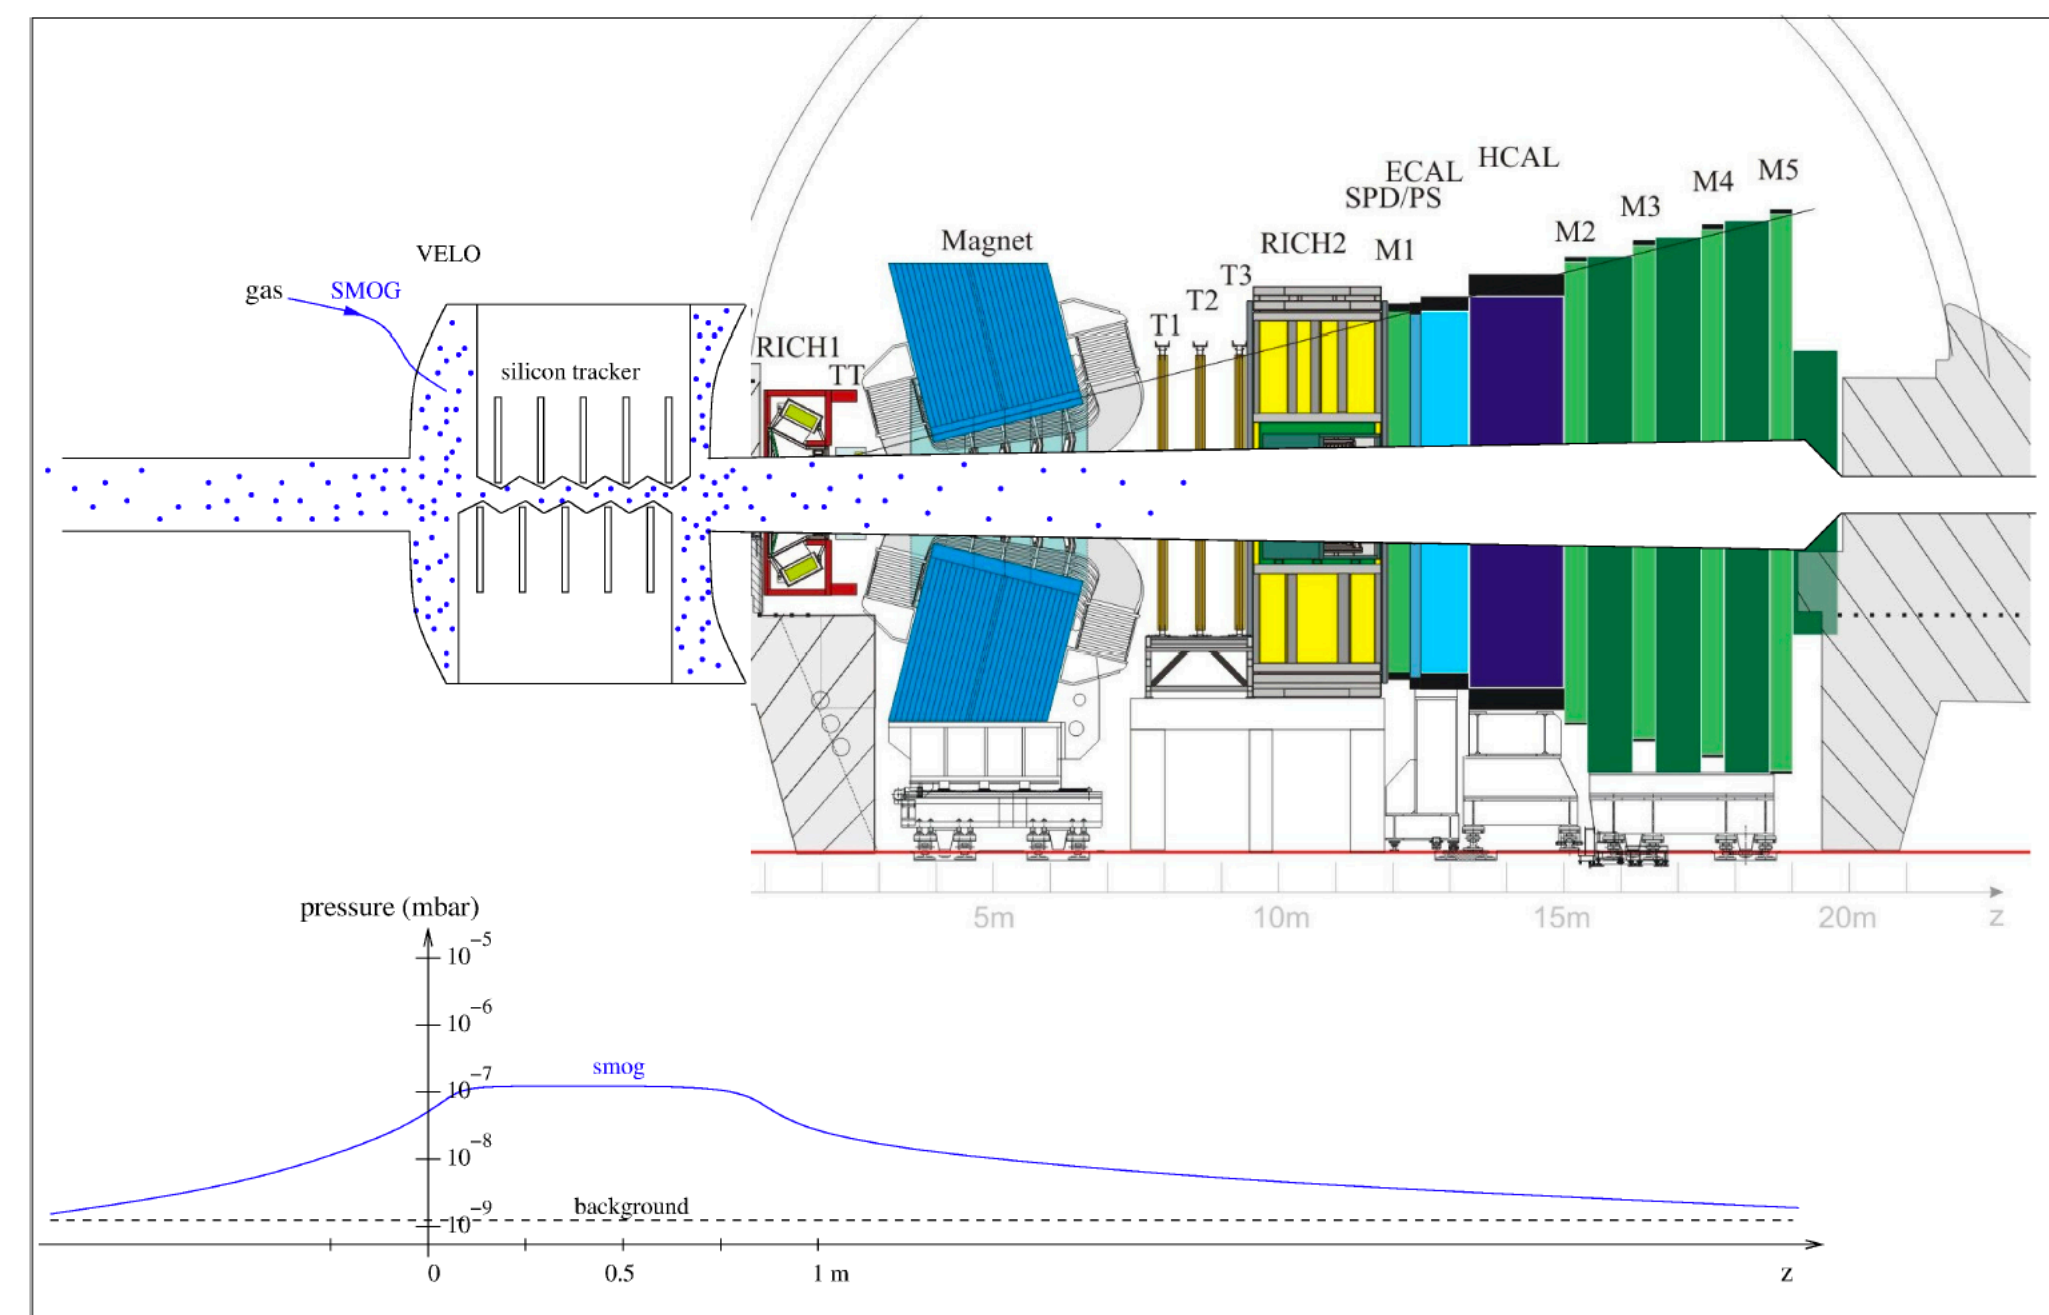 HCAL
ECAL
M5
M4
SPD/PS
M3
M2
Magnet
RICH2
M1
VELO
T3
gas
SMOG
T2
T1
RICH1
silicon tracker
TT
5m
10m
15m
20m
z
pressure (mbar)
10⁻⁵
10⁻⁶
smog
10⁻⁷
10⁻⁸
background
10⁻⁹
0
0.5
1 m
z